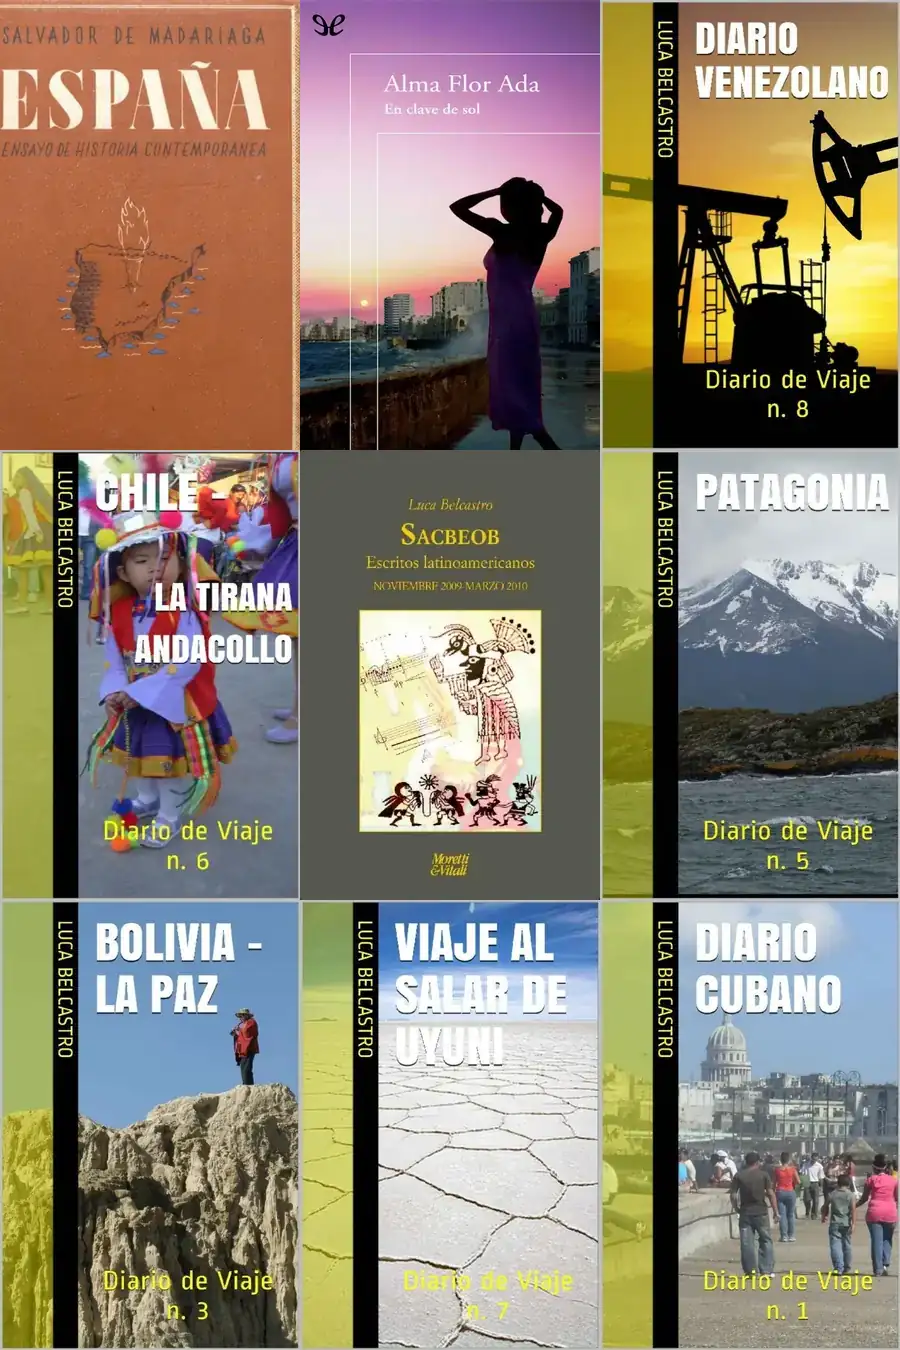 SALVADOR DE MADARIAGA
ESPAÑA
ENSAYO DE HISTORIA CONTEMPORANEA
Alma Flor Ada
En clave de sol
LUCA BELCASTRO
DIARIO
VENEZOLANO
Diario de Viaje
n. 8
LUCA BELCASTRO
CHILE -
LA TIRANA
ANDACOLLO
Diario de Viaje
n. 6
Luca Belcastro
SACBEOB
Escritos latinoamericanos
NOVIEMBRE 2009-MARZO 2010
Moretti
&Vitali
LUCA BELCASTRO
PATAGONIA
Diario de Viaje
n. 5
LUCA BELCASTRO
BOLIVIA -
LA PAZ
Diario de Viaje
n. 3
LUCA BELCASTRO
VIAJE AL
SALAR DE
UYUNI
Diario de Viaje
n. 7
LUCA BELCASTRO
DIARIO
CUBANO
Diario de Viaje
n. 1